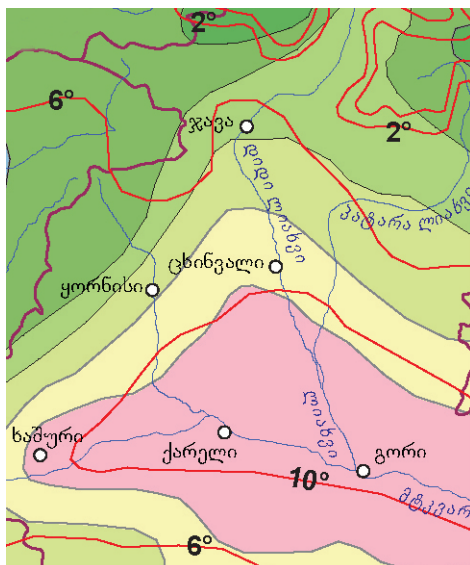 2°
6°
ჯავა
2°
დიდი ლიახვი
პატარა ლიახვი
ცხინვალი
ყორნისი
ლიახვი
ხაშური
ქარელი
გორი
10°
მტკვარი
6°